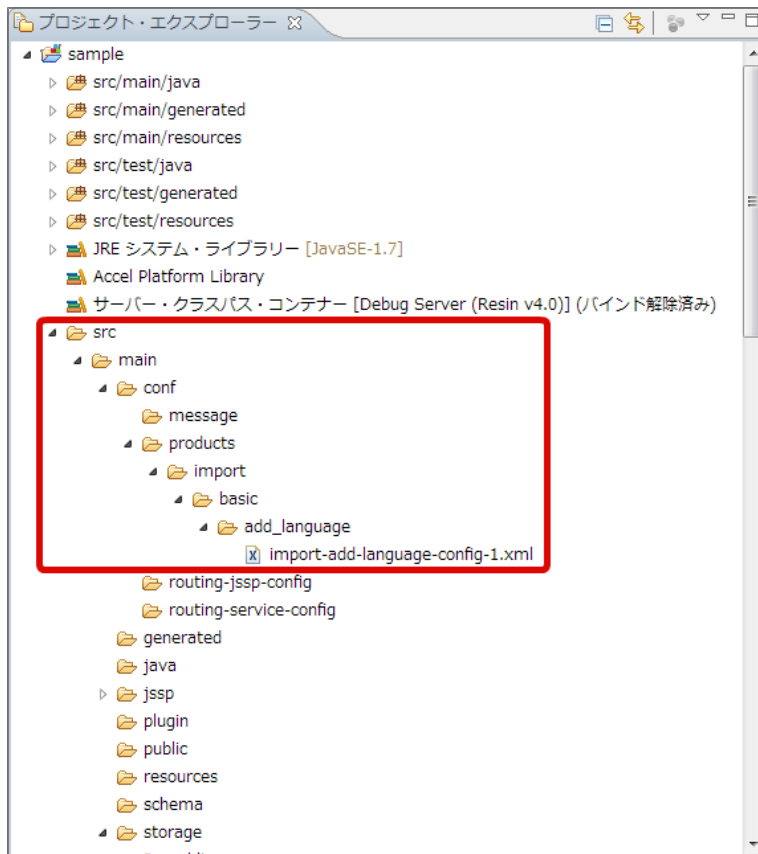 プロジェクト・エクスプローラー
sample
src/main/java
src/main/generated
src/main/resources
src/test/java
src/test/generated
src/test/resources
JRE システム・ライブラリー [JavaSE-1.7]
Accel Platform Library
サーバー・クラスパス・コンテナー [Debug Server (Resin v4.0)] (バインド解除済み)
src
main
conf
message
products
import
basic
add_language
import-add-language-config-1.xml
routing-jssp-config
routing-service-config
generated
java
jssp
plugin
public
resources
schema
storage